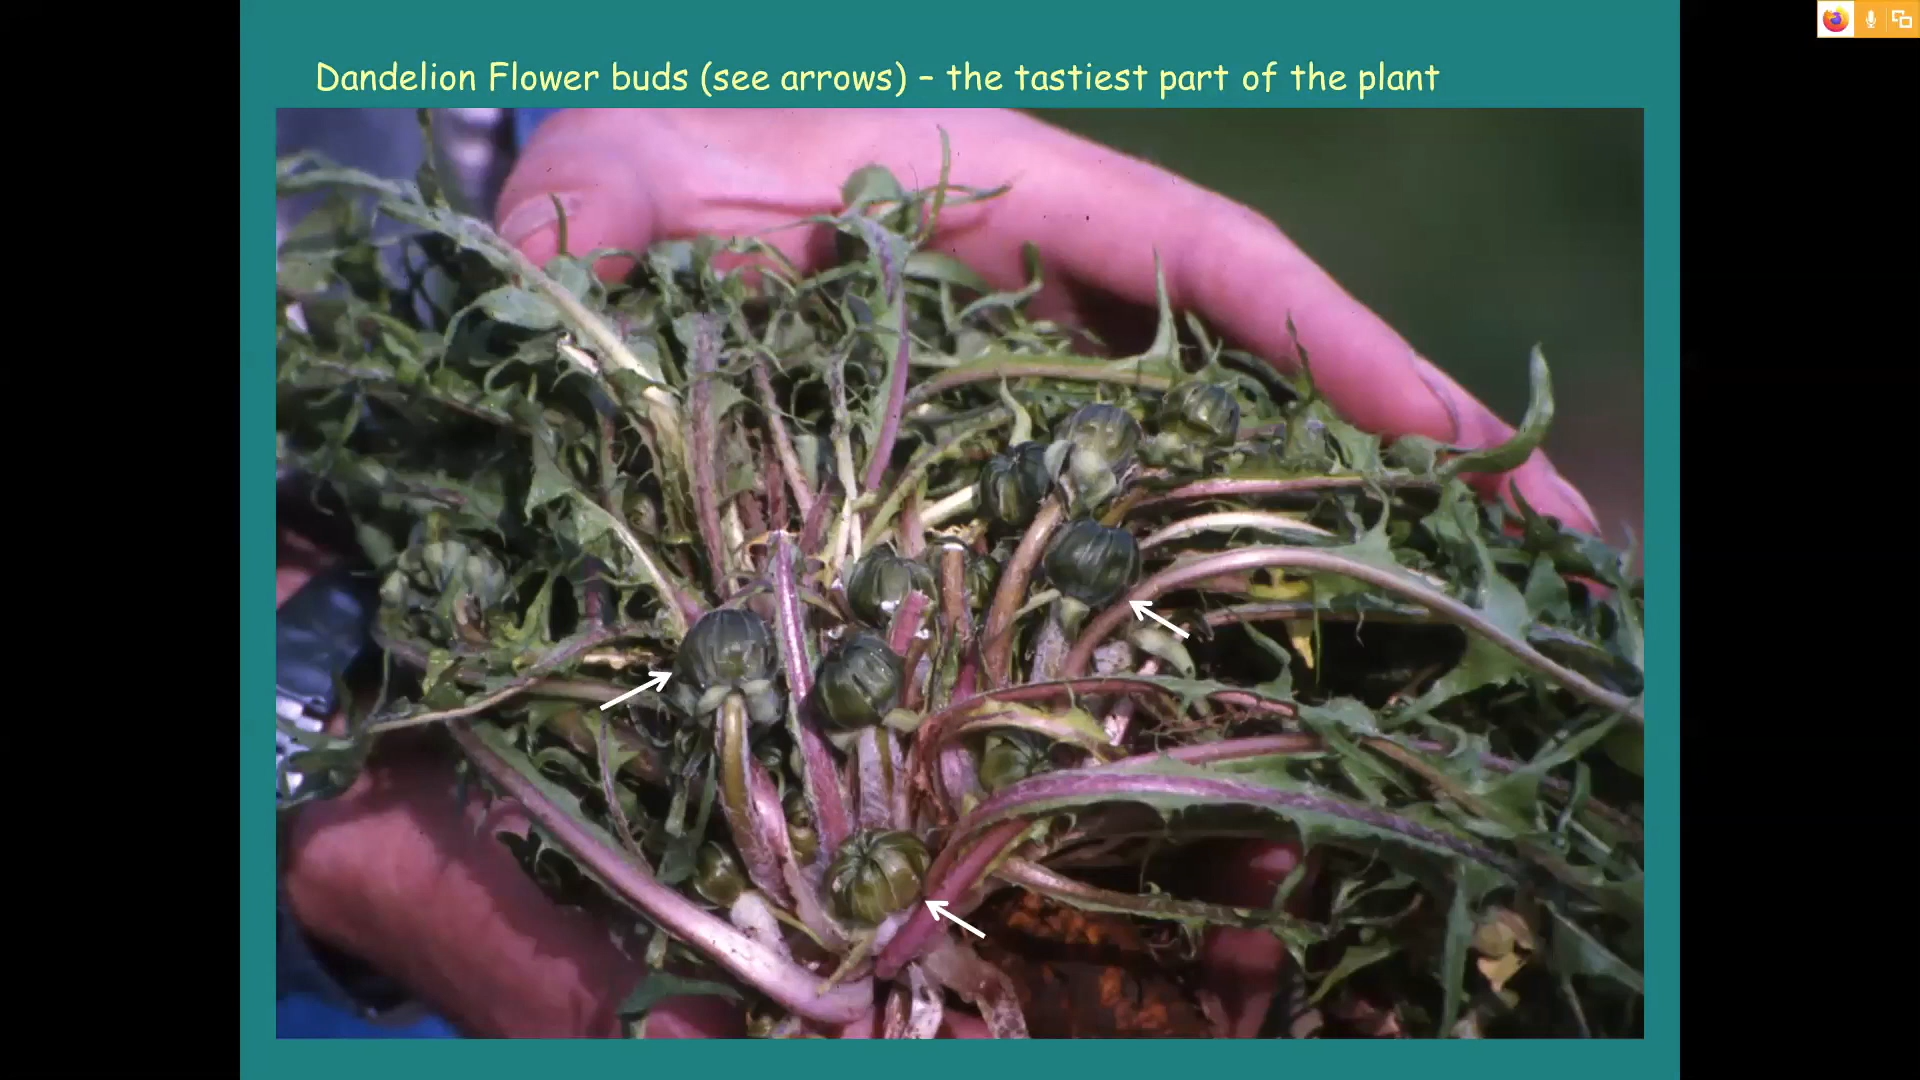 Dandelion Flower buds (see arrows) – the tastiest part of the plant